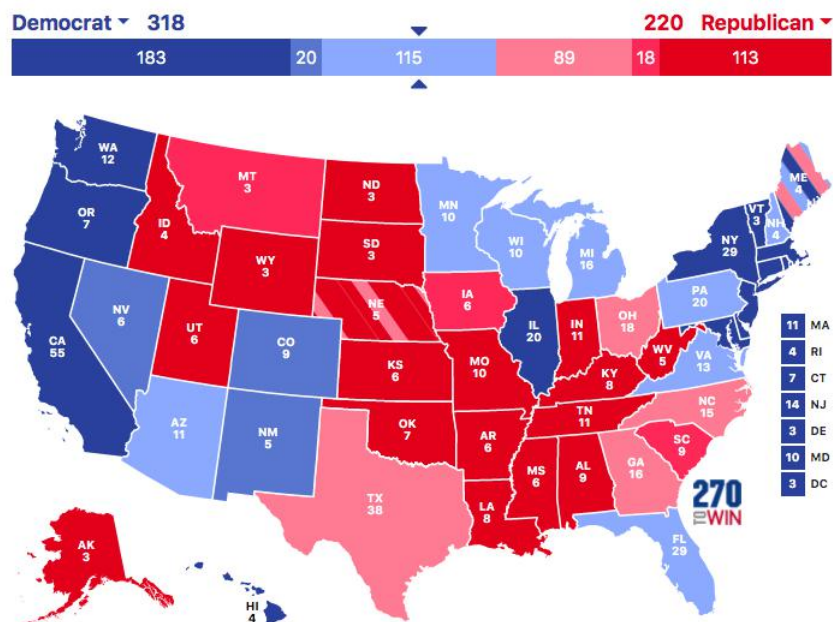 Democrat 318
220 Republican
183 20 115 89 18 113
WA
12
OR
7
CA
55
NV
6
ID
4
MT
3
WY
3
UT
6
CO
9
AZ
11
NM
5
ND
3
SD
3
NE
5
KS
6
OK
7
TX
38
MN
10
IA
6
MO
10
AR
6
LA
8
WI
10
IL
20
MI
16
IN
11
OH
18
KY
8
TN
11
MS
6
AL
9
GA
16
FL
29
SC
9
NC
15
VA
13
WV
5
PA
20
NY
29
VT
3
NH
4
ME
4
11 MA
4 RI
7 CT
14 NJ
3 DE
10 MD
3 DC
AK
3
HI
4
270
TO WIN